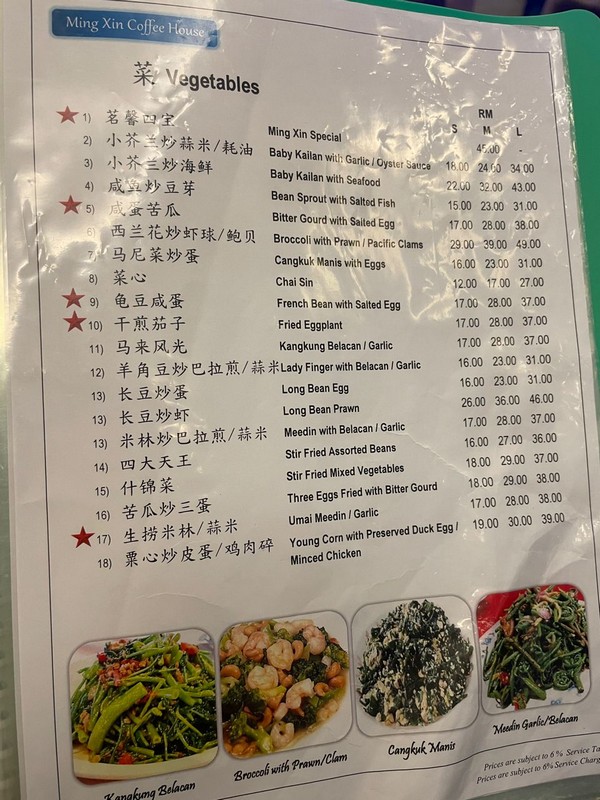 Ming Xin Coffee House
菜 Vegetables
RM
S M L
1) 茗馨四宝 Ming Xin Special 45.00 -
2) 小芥兰炒蒜米/耗油 Baby Kailan with Garlic / Oyster Sauce 18.00 24.00 34.00
3) 小芥兰炒海鲜 Baby Kailan with Seafood 22.00 32.00 43.00
4) 咸鱼炒豆芽 Bean Sprout with Salted Fish 15.00 23.00 31.00
5) 咸蛋苦瓜 Bitter Gourd with Salted Egg 17.00 28.00 38.00
6) 西兰花炒虾球/鲍贝 Broccoli with Prawn / Pacific Clams 29.00 39.00 49.00
7) 马尼菜炒蛋 Cangkuk Manis with Eggs 16.00 23.00 31.00
8) 菜心 Chai Sin 12.00 17.00 27.00
9) 龟豆咸蛋 French Bean with Salted Egg 17.00 28.00 37.00
10) 干煎茄子 Fried Eggplant 17.00 28.00 37.00
11) 马来风光 Kangkung Belacan / Garlic 17.00 28.00 37.00
12) 羊角豆炒巴拉煎/蒜米 Lady Finger with Belacan / Garlic 16.00 23.00 31.00
13) 长豆炒蛋 Long Bean Egg 16.00 23.00 31.00
13) 长豆炒虾 Long Bean Prawn 26.00 36.00 46.00
13) 米林炒巴拉煎/蒜米 Meedin with Belacan / Garlic 17.00 28.00 37.00
14) 四大天王 Stir Fried Assorted Beans 16.00 27.00 36.00
15) 什锦菜 Stir Fried Mixed Vegetables 18.00 29.00 37.00
16) 苦瓜炒三蛋 Three Eggs Fried with Bitter Gourd 18.00 29.00 38.00
17) 生捞米林/蒜米 Umai Meedin / Garlic 17.00 28.00 38.00
18) 粟心炒皮蛋/鸡肉碎 Young Corn with Preserved Duck Egg / 19.00 30.00 39.00
Minced Chicken
Kangkung Belacan
Broccoli with Prawn/Clam
Cangkuk Manis
Meedin Garlic/Belacan
Prices are subject to 6% Service
Prices are subject to 6% Service